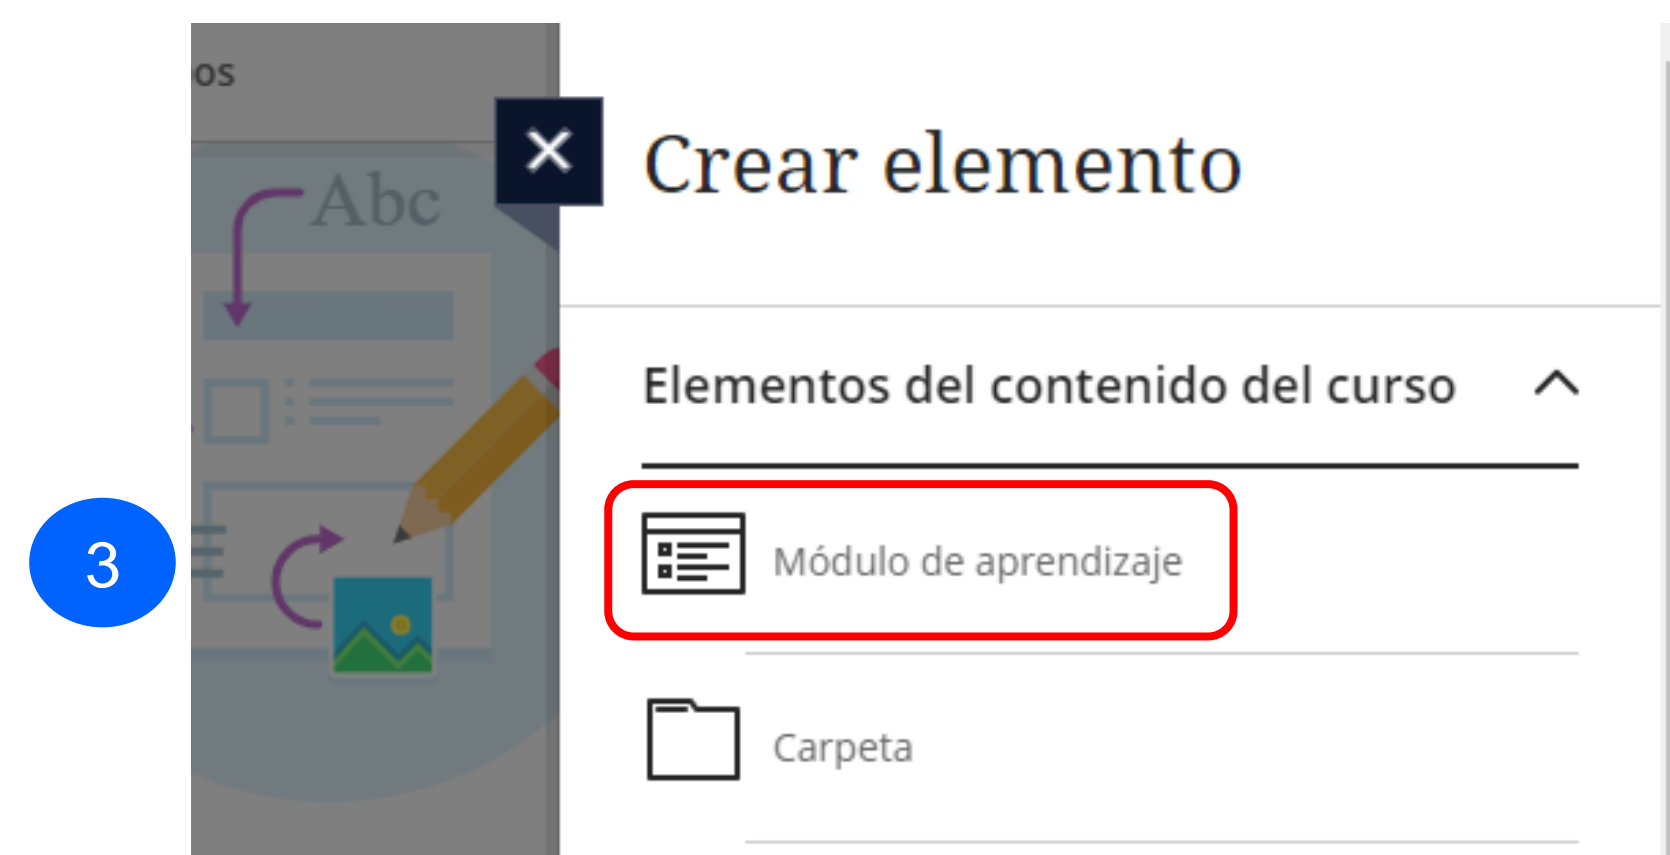 os
Abc
Crear elemento
Elementos del contenido del curso
3
Módulo de aprendizaje
Carpeta